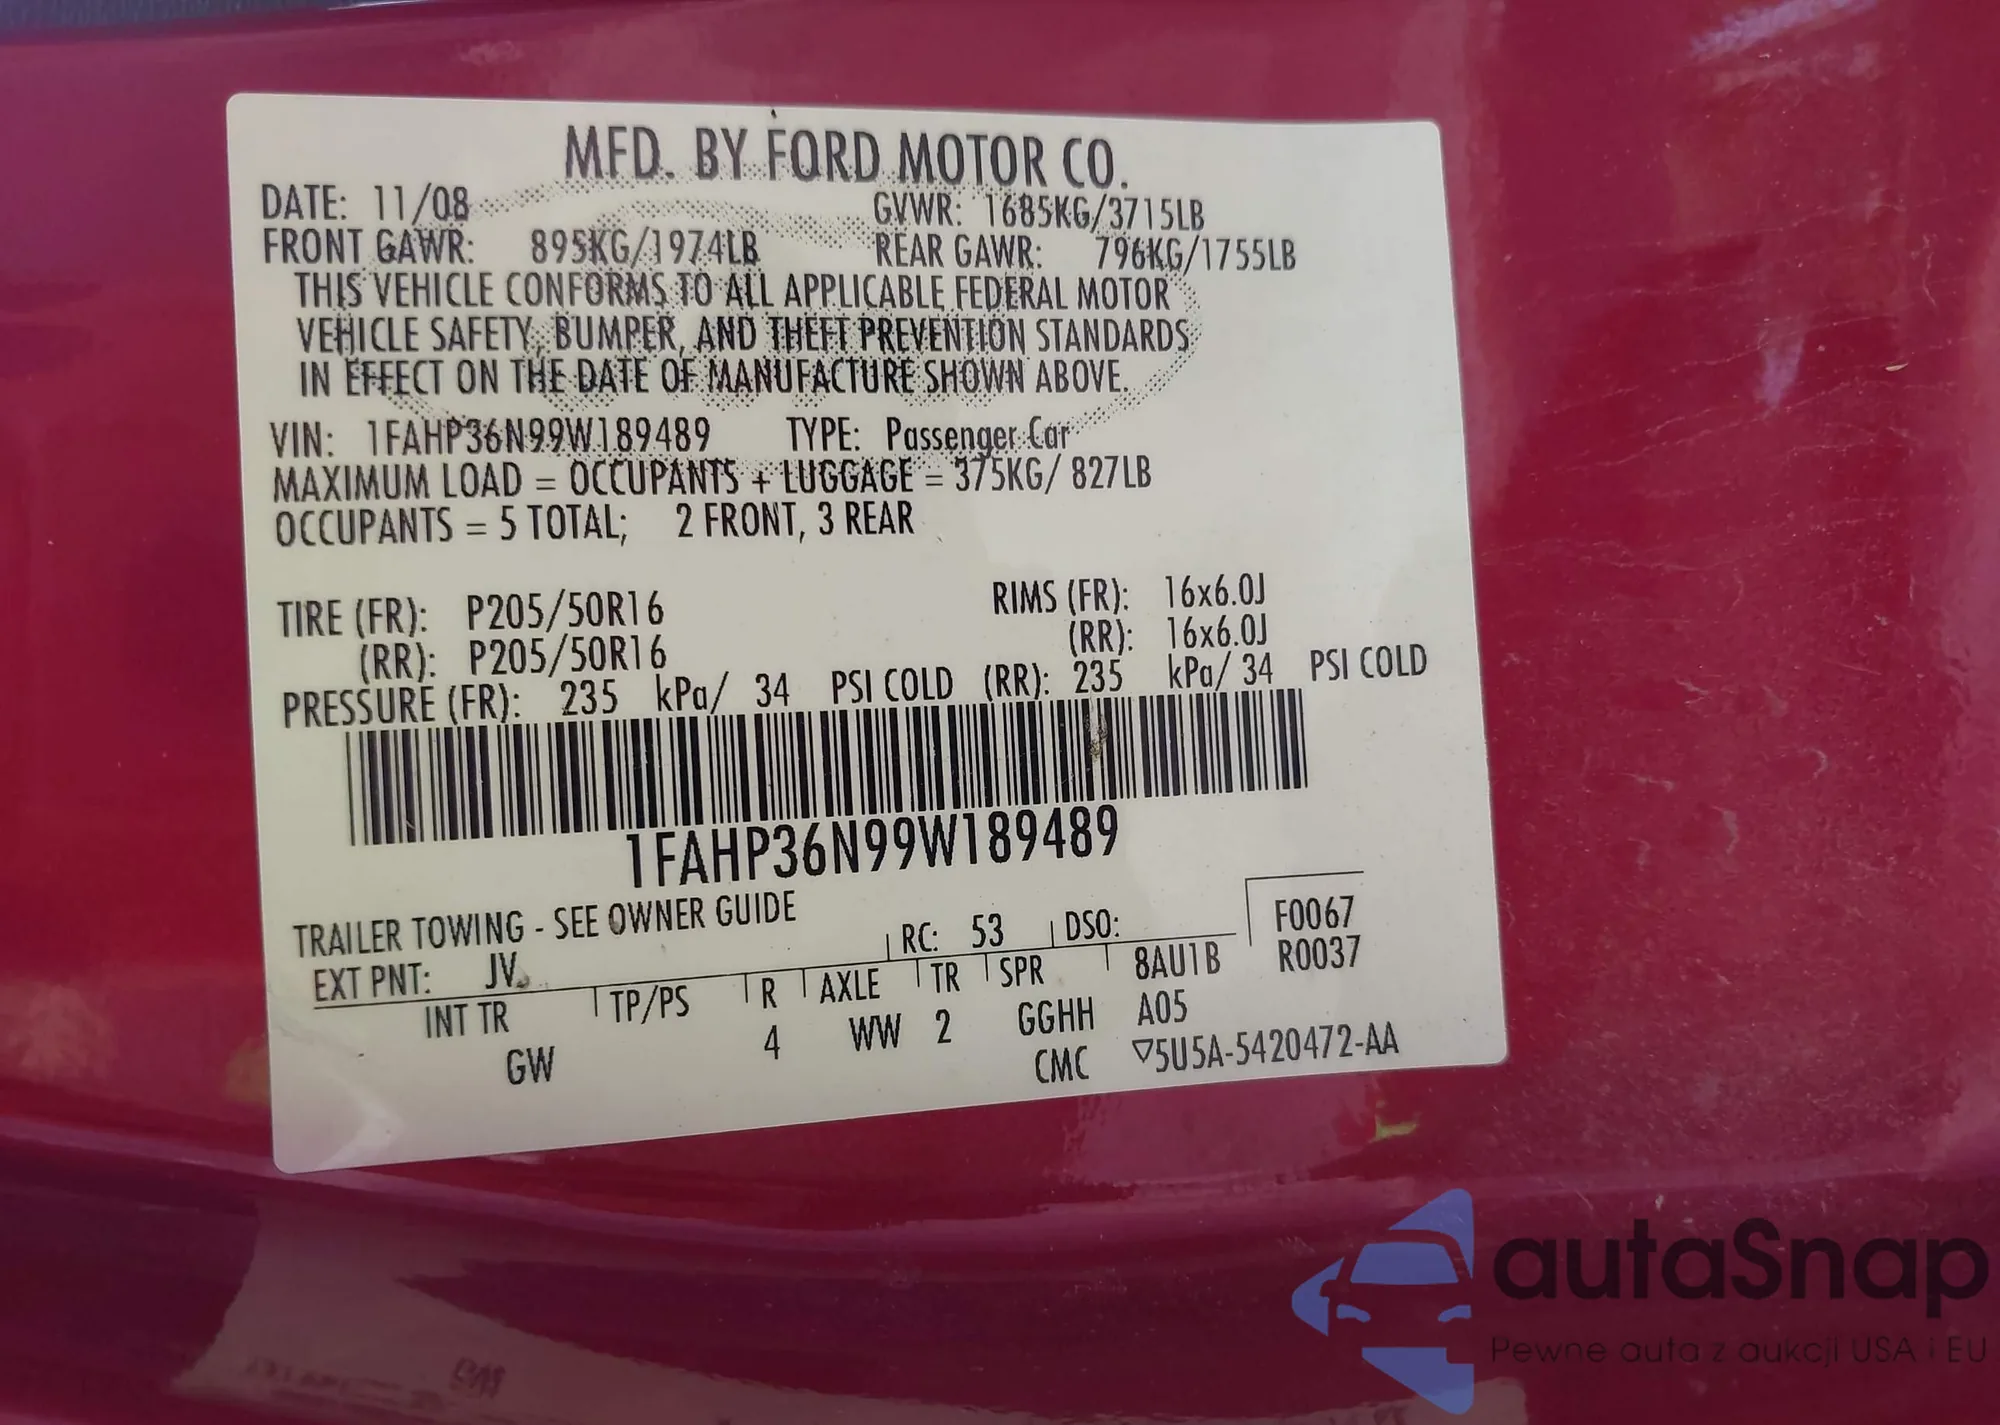 MFD. BY FORD MOTOR CO.
DATE: 11/08 GVWR: 1685KG/3715LB
FRONT GAWR: 895KG/1974LB REAR GAWR: 796KG/1755LB
THIS VEHICLE CONFORMS TO ALL APPLICABLE FEDERAL MOTOR
VEHICLE SAFETY, BUMPER, AND THEFT PREVENTION STANDARDS
IN EFFECT ON THE DATE OF MANUFACTURE SHOWN ABOVE.
VIN: 1FAHP36N99W189489 TYPE: Passenger Car
MAXIMUM LOAD = OCCUPANTS + LUGGAGE = 375KG/ 827LB
OCCUPANTS = 5 TOTAL; 2 FRONT, 3 REAR
TIRE (FR): P205/50R16 RIMS (FR): 16x6.0J
(RR): P205/50R16 (RR): 16x6.0J
PRESSURE (FR): 235 kPa/ 34 PSI COLD (RR): 235 kPa/ 34 PSI COLD
1FAHP36N99W189489
TRAILER TOWING - SEE OWNER GUIDE RC: 53 DSO: F0067
EXT PNT: JV 8AU1B R0037
INT TR TP/PS R AXLE TR SPR
GW 4 WW 2 GGHH A05
CMC ▽5U5A-5420472-AA
autaSnap
Pewne auta z aukcji USA i EU